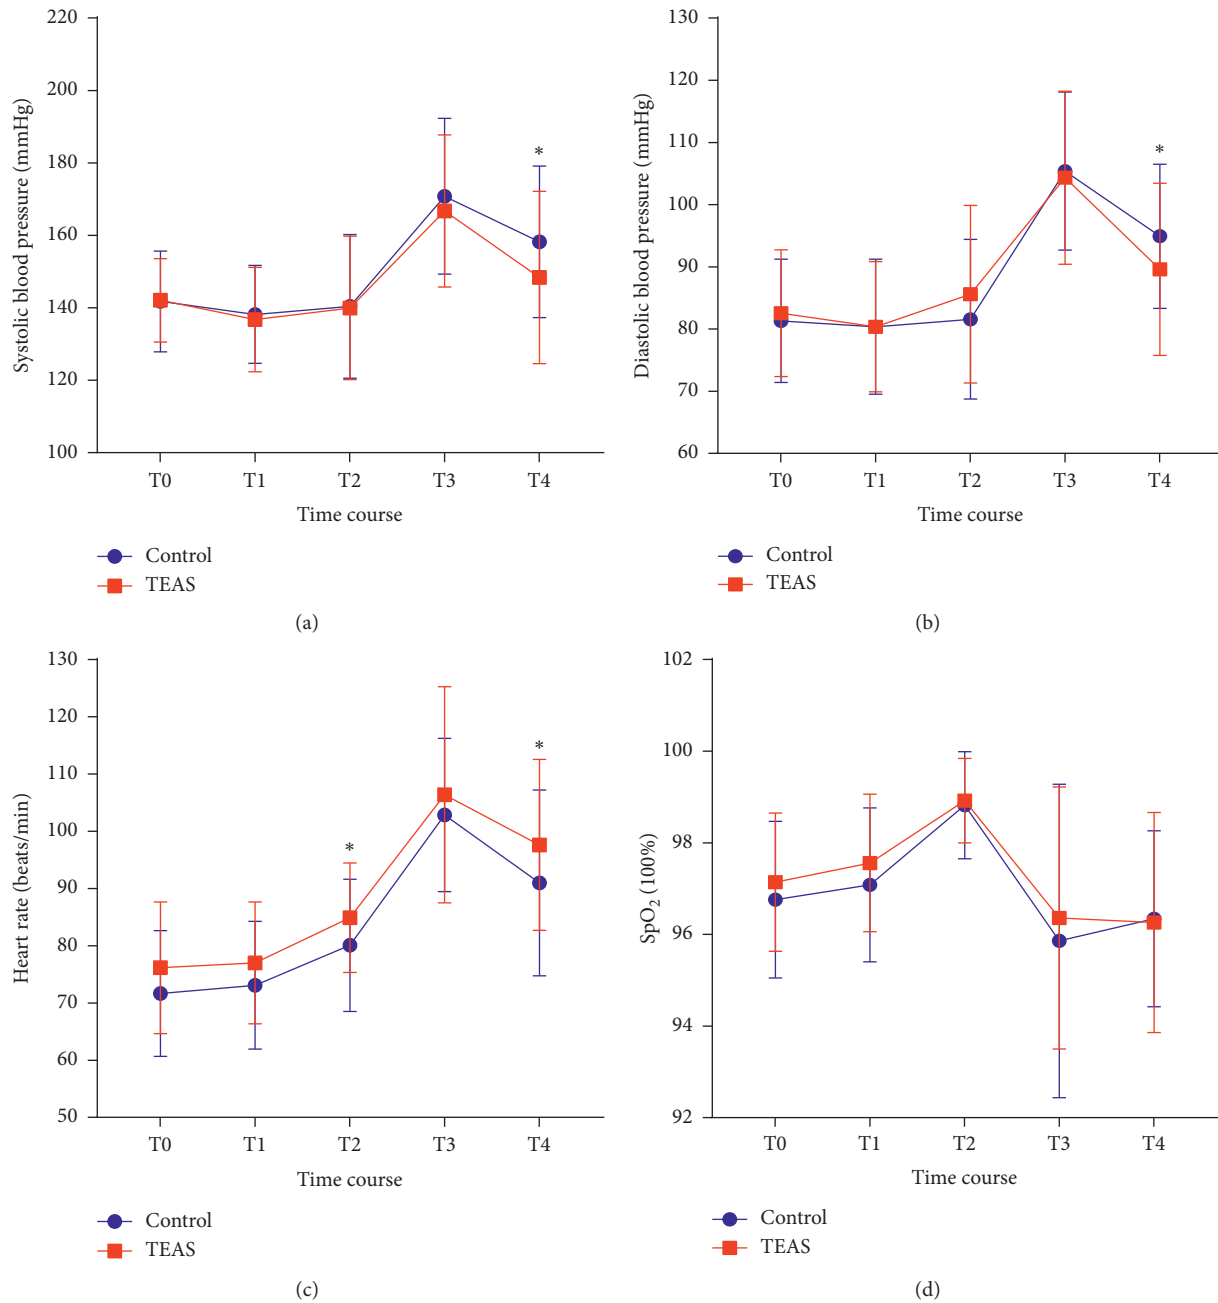 220
200
180
160
140
120
100
Systolic blood pressure (mmHg)
*
T0 T1 T2 T3 T4
Time course
Control
TEAS
(a)
130
120
110
100
90
80
70
60
Diastolic blood pressure (mmHg)
*
T0 T1 T2 T3 T4
Time course
Control
TEAS
(b)
130
120
110
100
90
80
70
60
50
Heart rate (beats/min)
*
*
T0 T1 T2 T3 T4
Time course
Control
TEAS
(c)
102
100
98
96
94
92
SpO₂ (100%)
T0 T1 T2 T3 T4
Time course
Control
TEAS
(d)